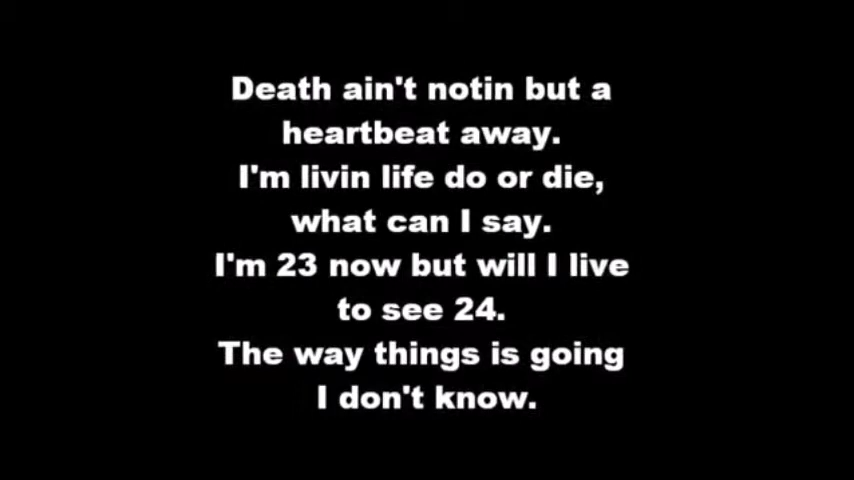 Death ain't notin but a
heartbeat away.
I'm livin life do or die,
what can I say.
I'm 23 now but will I live
to see 24.
The way things is going
I don't know.